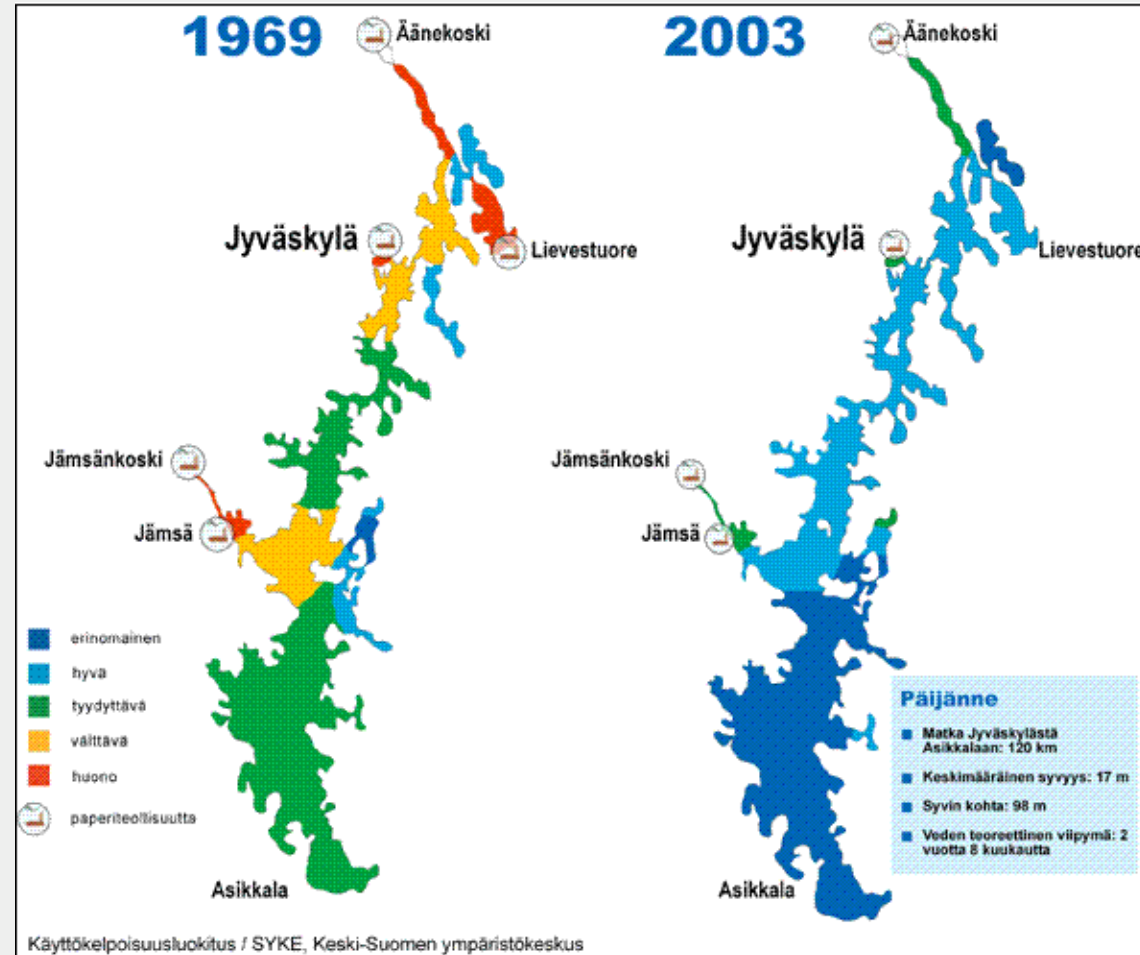 1969
Äänekoski
Jyväskylä
Lievestuore
Jämsänkoski
Jämsä
erinomainen
hyvä
tyydyttävä
välttävä
huono
paperiteollisuutta
Asikkala
2003
Äänekoski
Jyväskylä
Lievestuore
Jämsänkoski
Jämsä
Asikkala
Päijänne
Matka Jyväskylästä
Asikkalaan: 120 km
Keskimääräinen syvyys: 17 m
Syvin kohta: 98 m
Veden teoreettinen viipymä: 2
vuotta 8 kuukautta
Käyttökelpoisuusluokitus / SYKE, Keski-Suomen ympäristökeskus